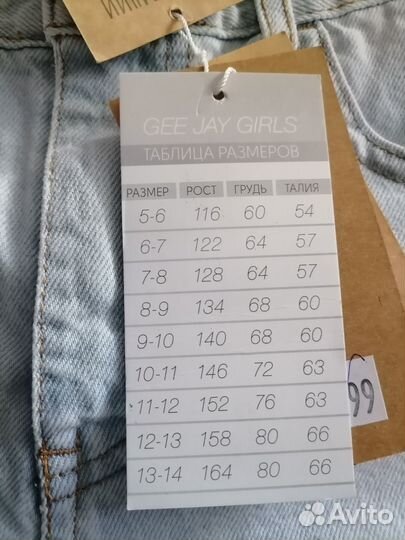 GEE JAY GIRLS
ТАБЛИЦА РАЗМЕРОВ
РАЗМЕР РОСТ ГРУДЬ ТАЛИЯ
5-6 116 60 54
6-7 122 64 57
7-8 128 64 57
8-9 134 68 60
9-10 140 68 60
10-11 146 72 63
11-12 152 76 63
12-13 158 80 66
13-14 164 80 66
99
Avito